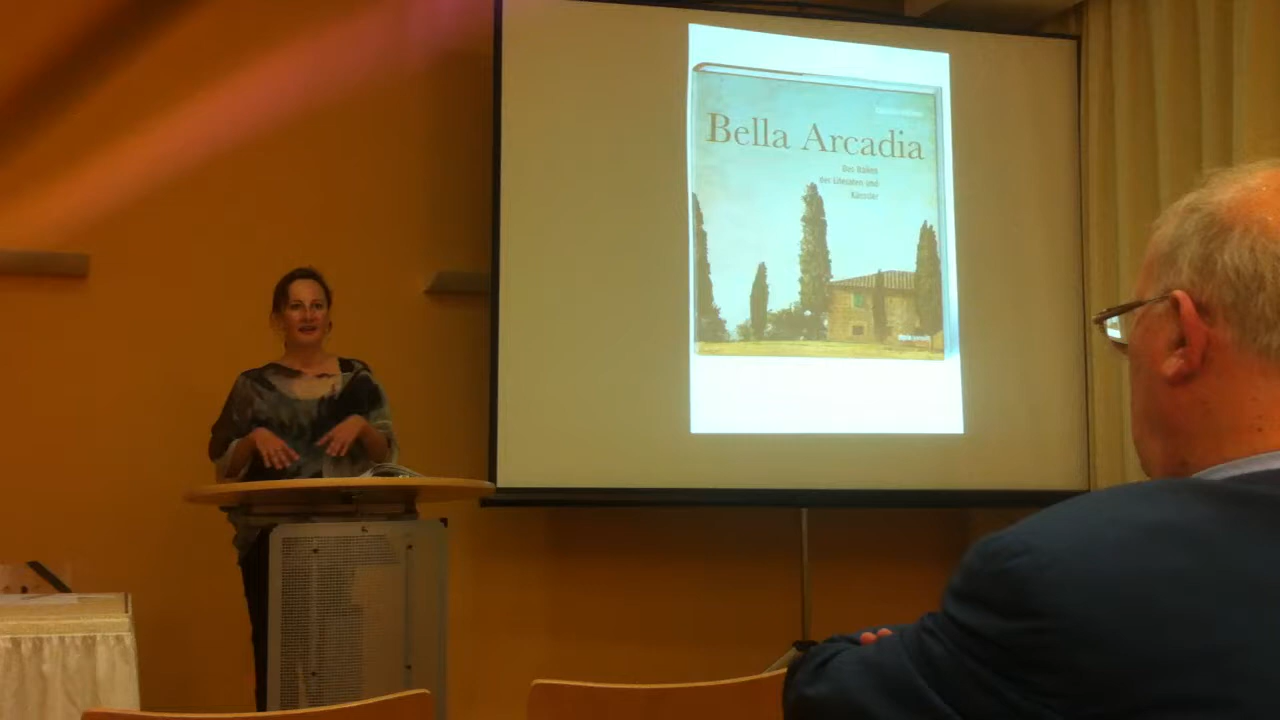 Bella Arcadia
Das Italien
der Literaten und
Künstler